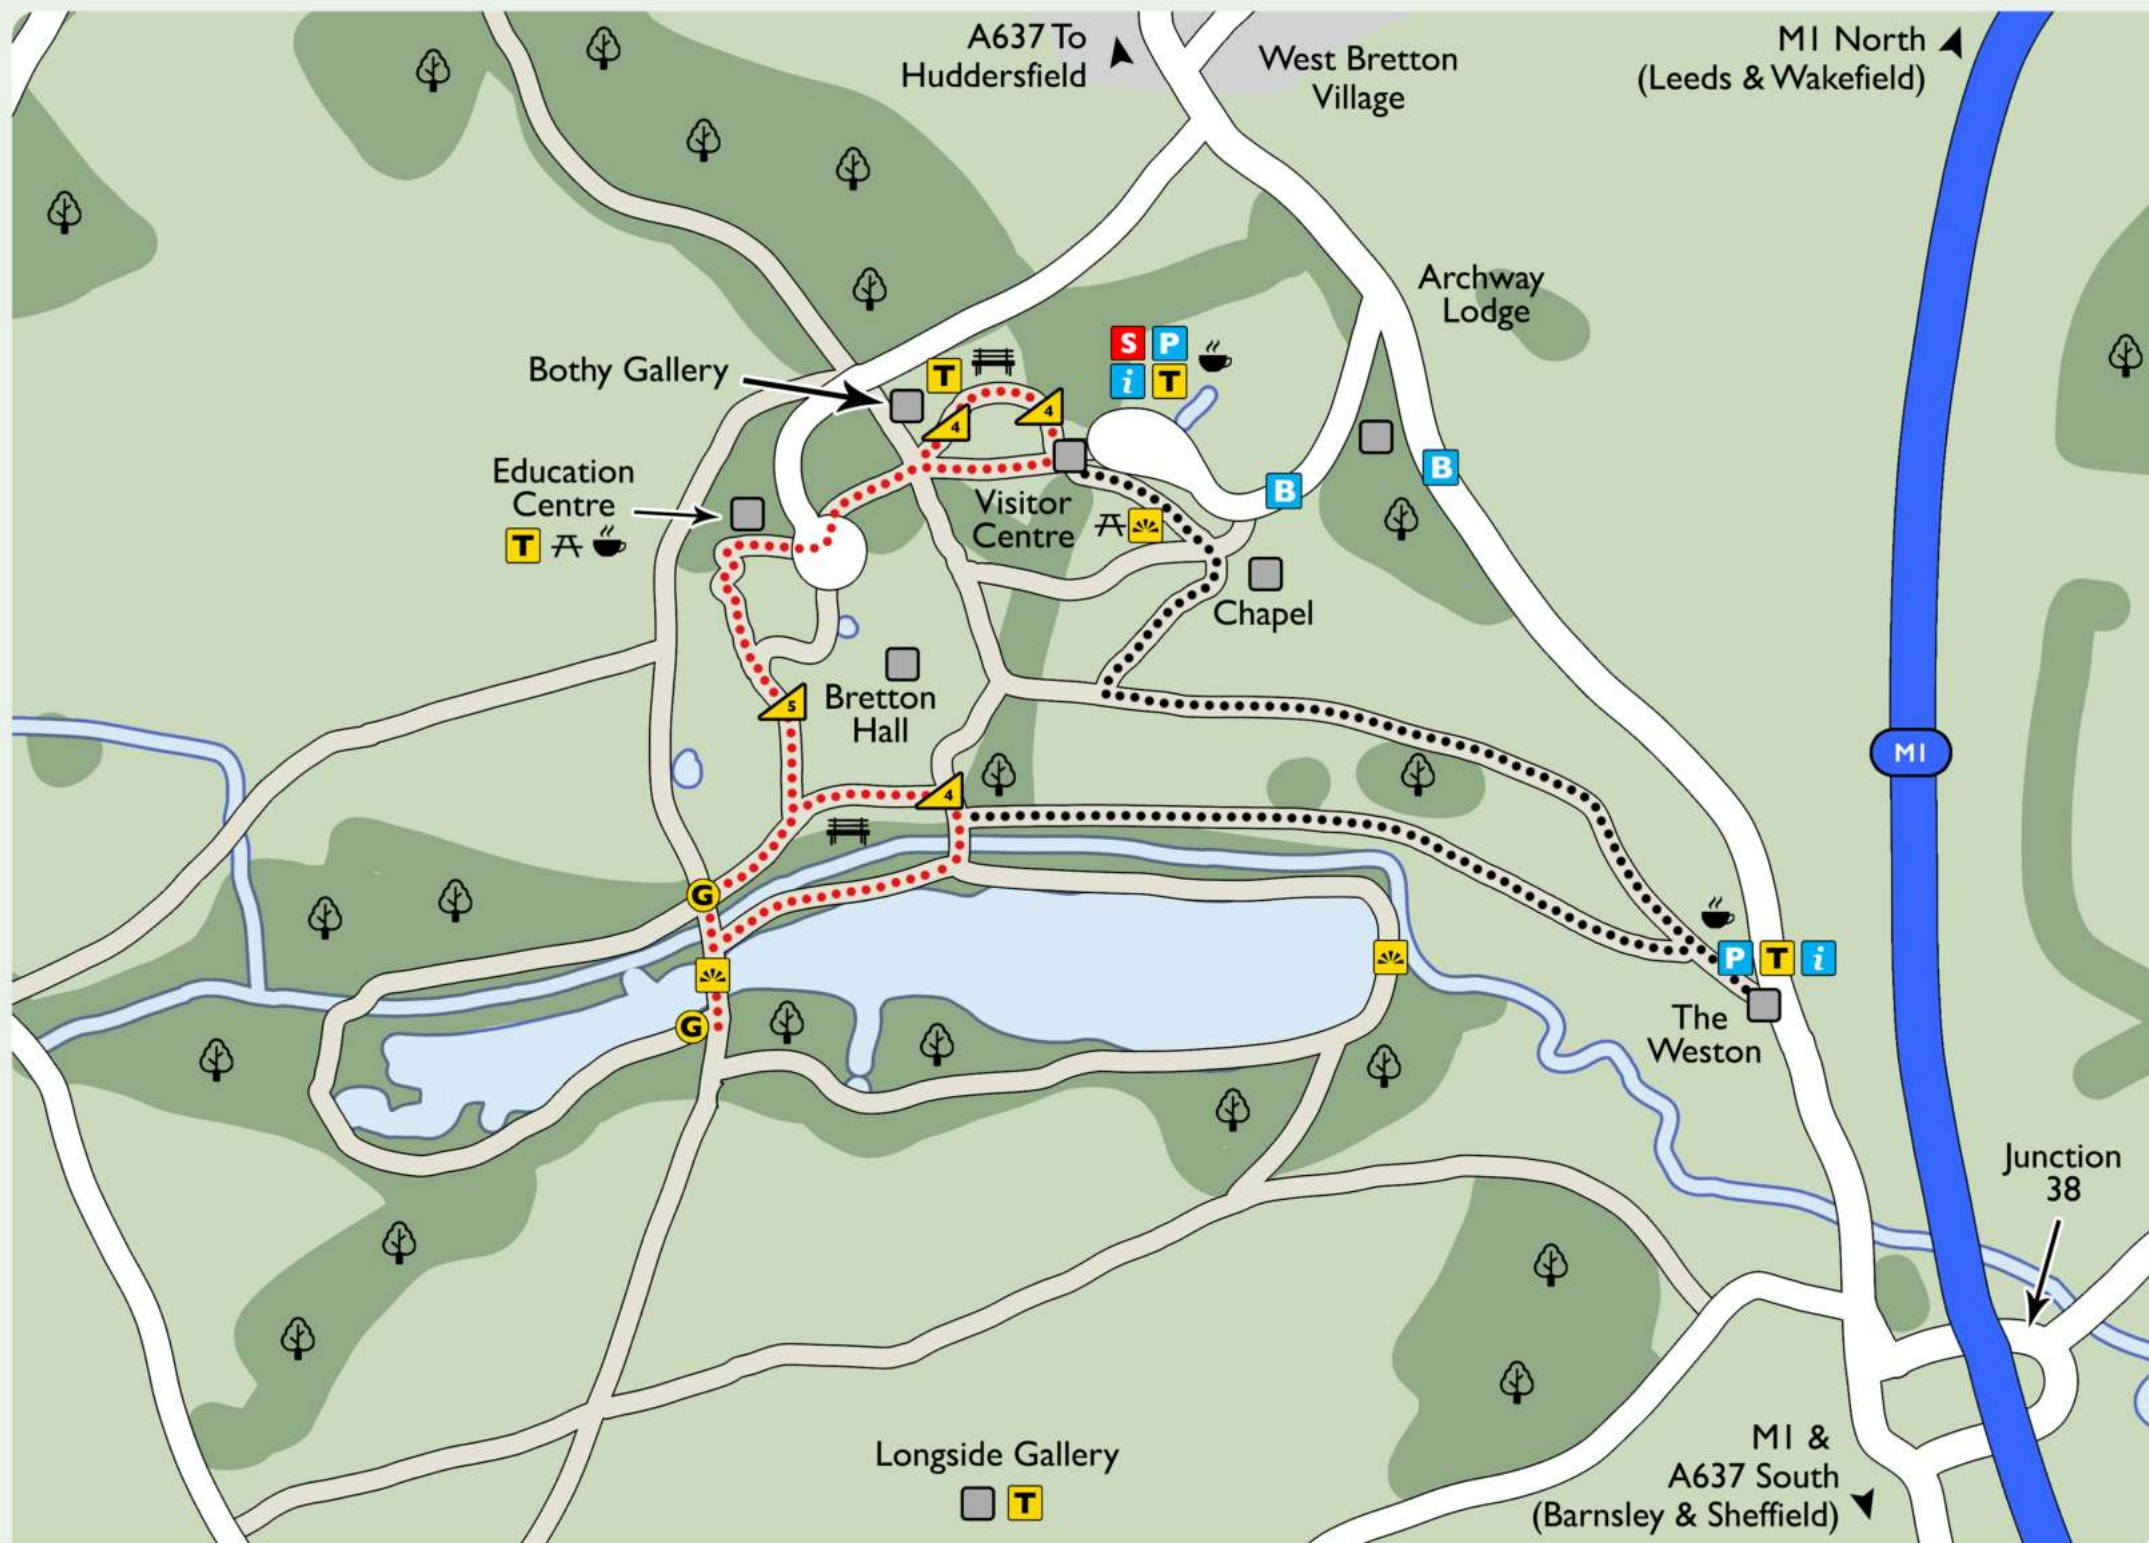 A637 To
Huddersfield
West Bretton
Village
M1 North
(Leeds & Wakefield)
Archway
Lodge
S P
i T
T
Bothy Gallery
4
4
Education
Centre
T
B
B
Visitor
Centre
Chapel
5
Bretton
Hall
M1
4
G
P T i
G
The
Weston
Junction
38
Longside Gallery
T
M1 &
A637 South
(Barnsley & Sheffield)